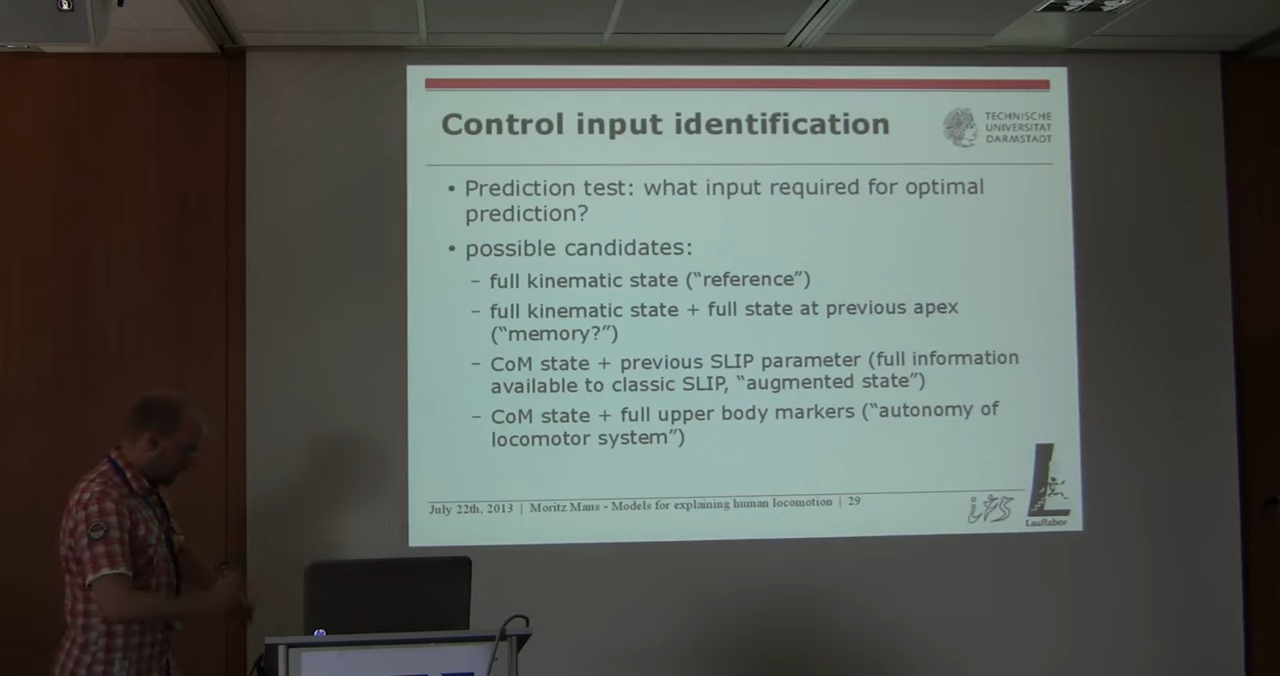 Control input identification
TECHNISCHE
UNIVERSITÄT
DARMSTADT
• Prediction test: what input required for optimal
prediction?
• possible candidates:
– full kinematic state (“reference”)
– full kinematic state + full state at previous apex
(“memory?”)
– CoM state + previous SLIP parameter (full information
available to classic SLIP, “augmented state”)
– CoM state + full upper body markers (“autonomy of
locomotor system”)
July 22th, 2013 | Moritz Maus - Models for explaining human locomotion | 29
Lauflabor